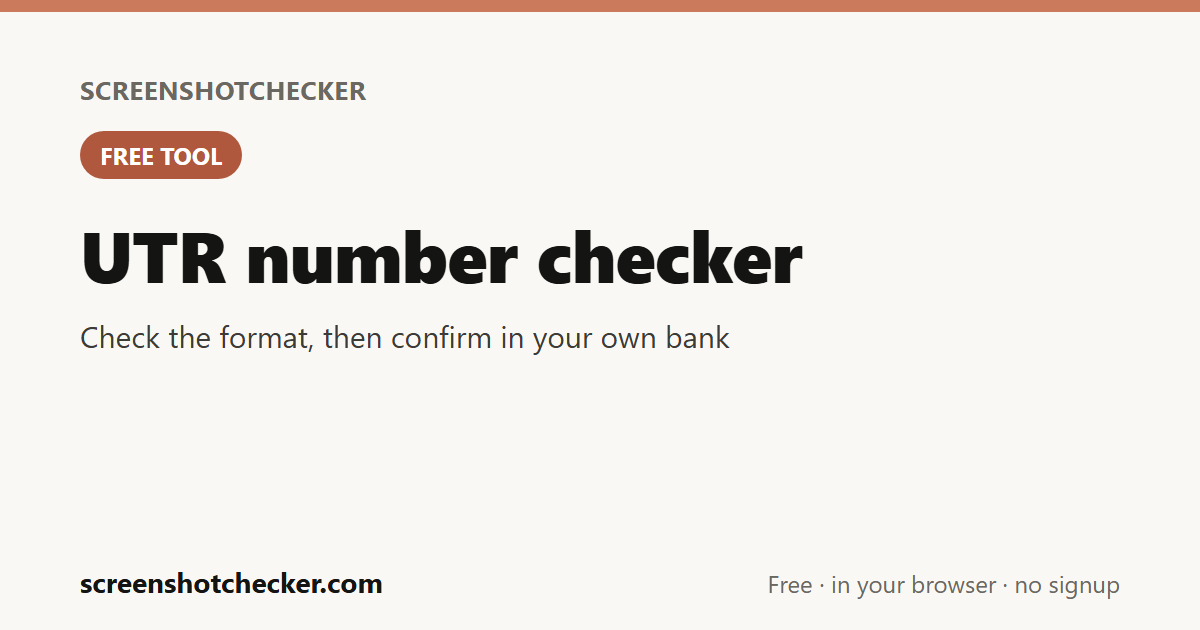 SCREENSHOTCHECKER
FREE TOOL
UTR number checker
Check the format, then confirm in your own bank
screenshotchecker.com
Free · in your browser · no signup